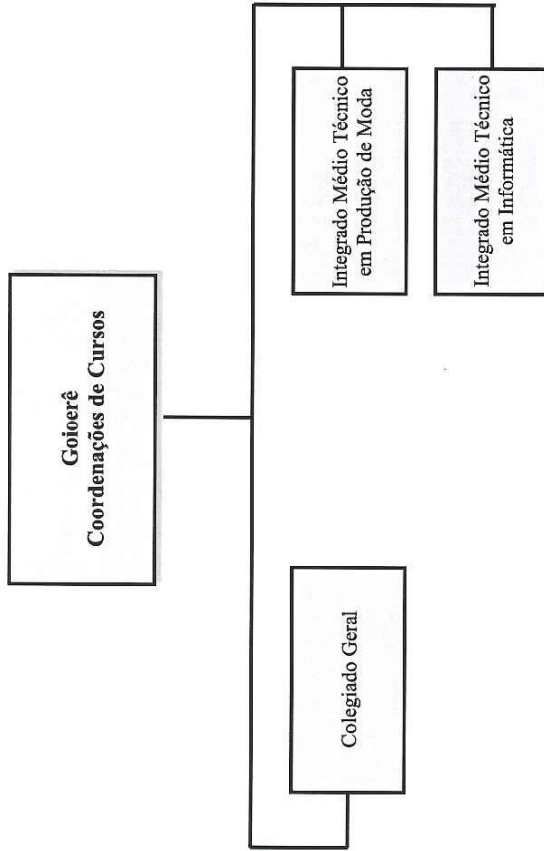 Goioerê
Coordenações de Cursos
Colegiado Geral
Integrado Médio Técnico
em Produção de Moda
Integrado Médio Técnico
em Informática